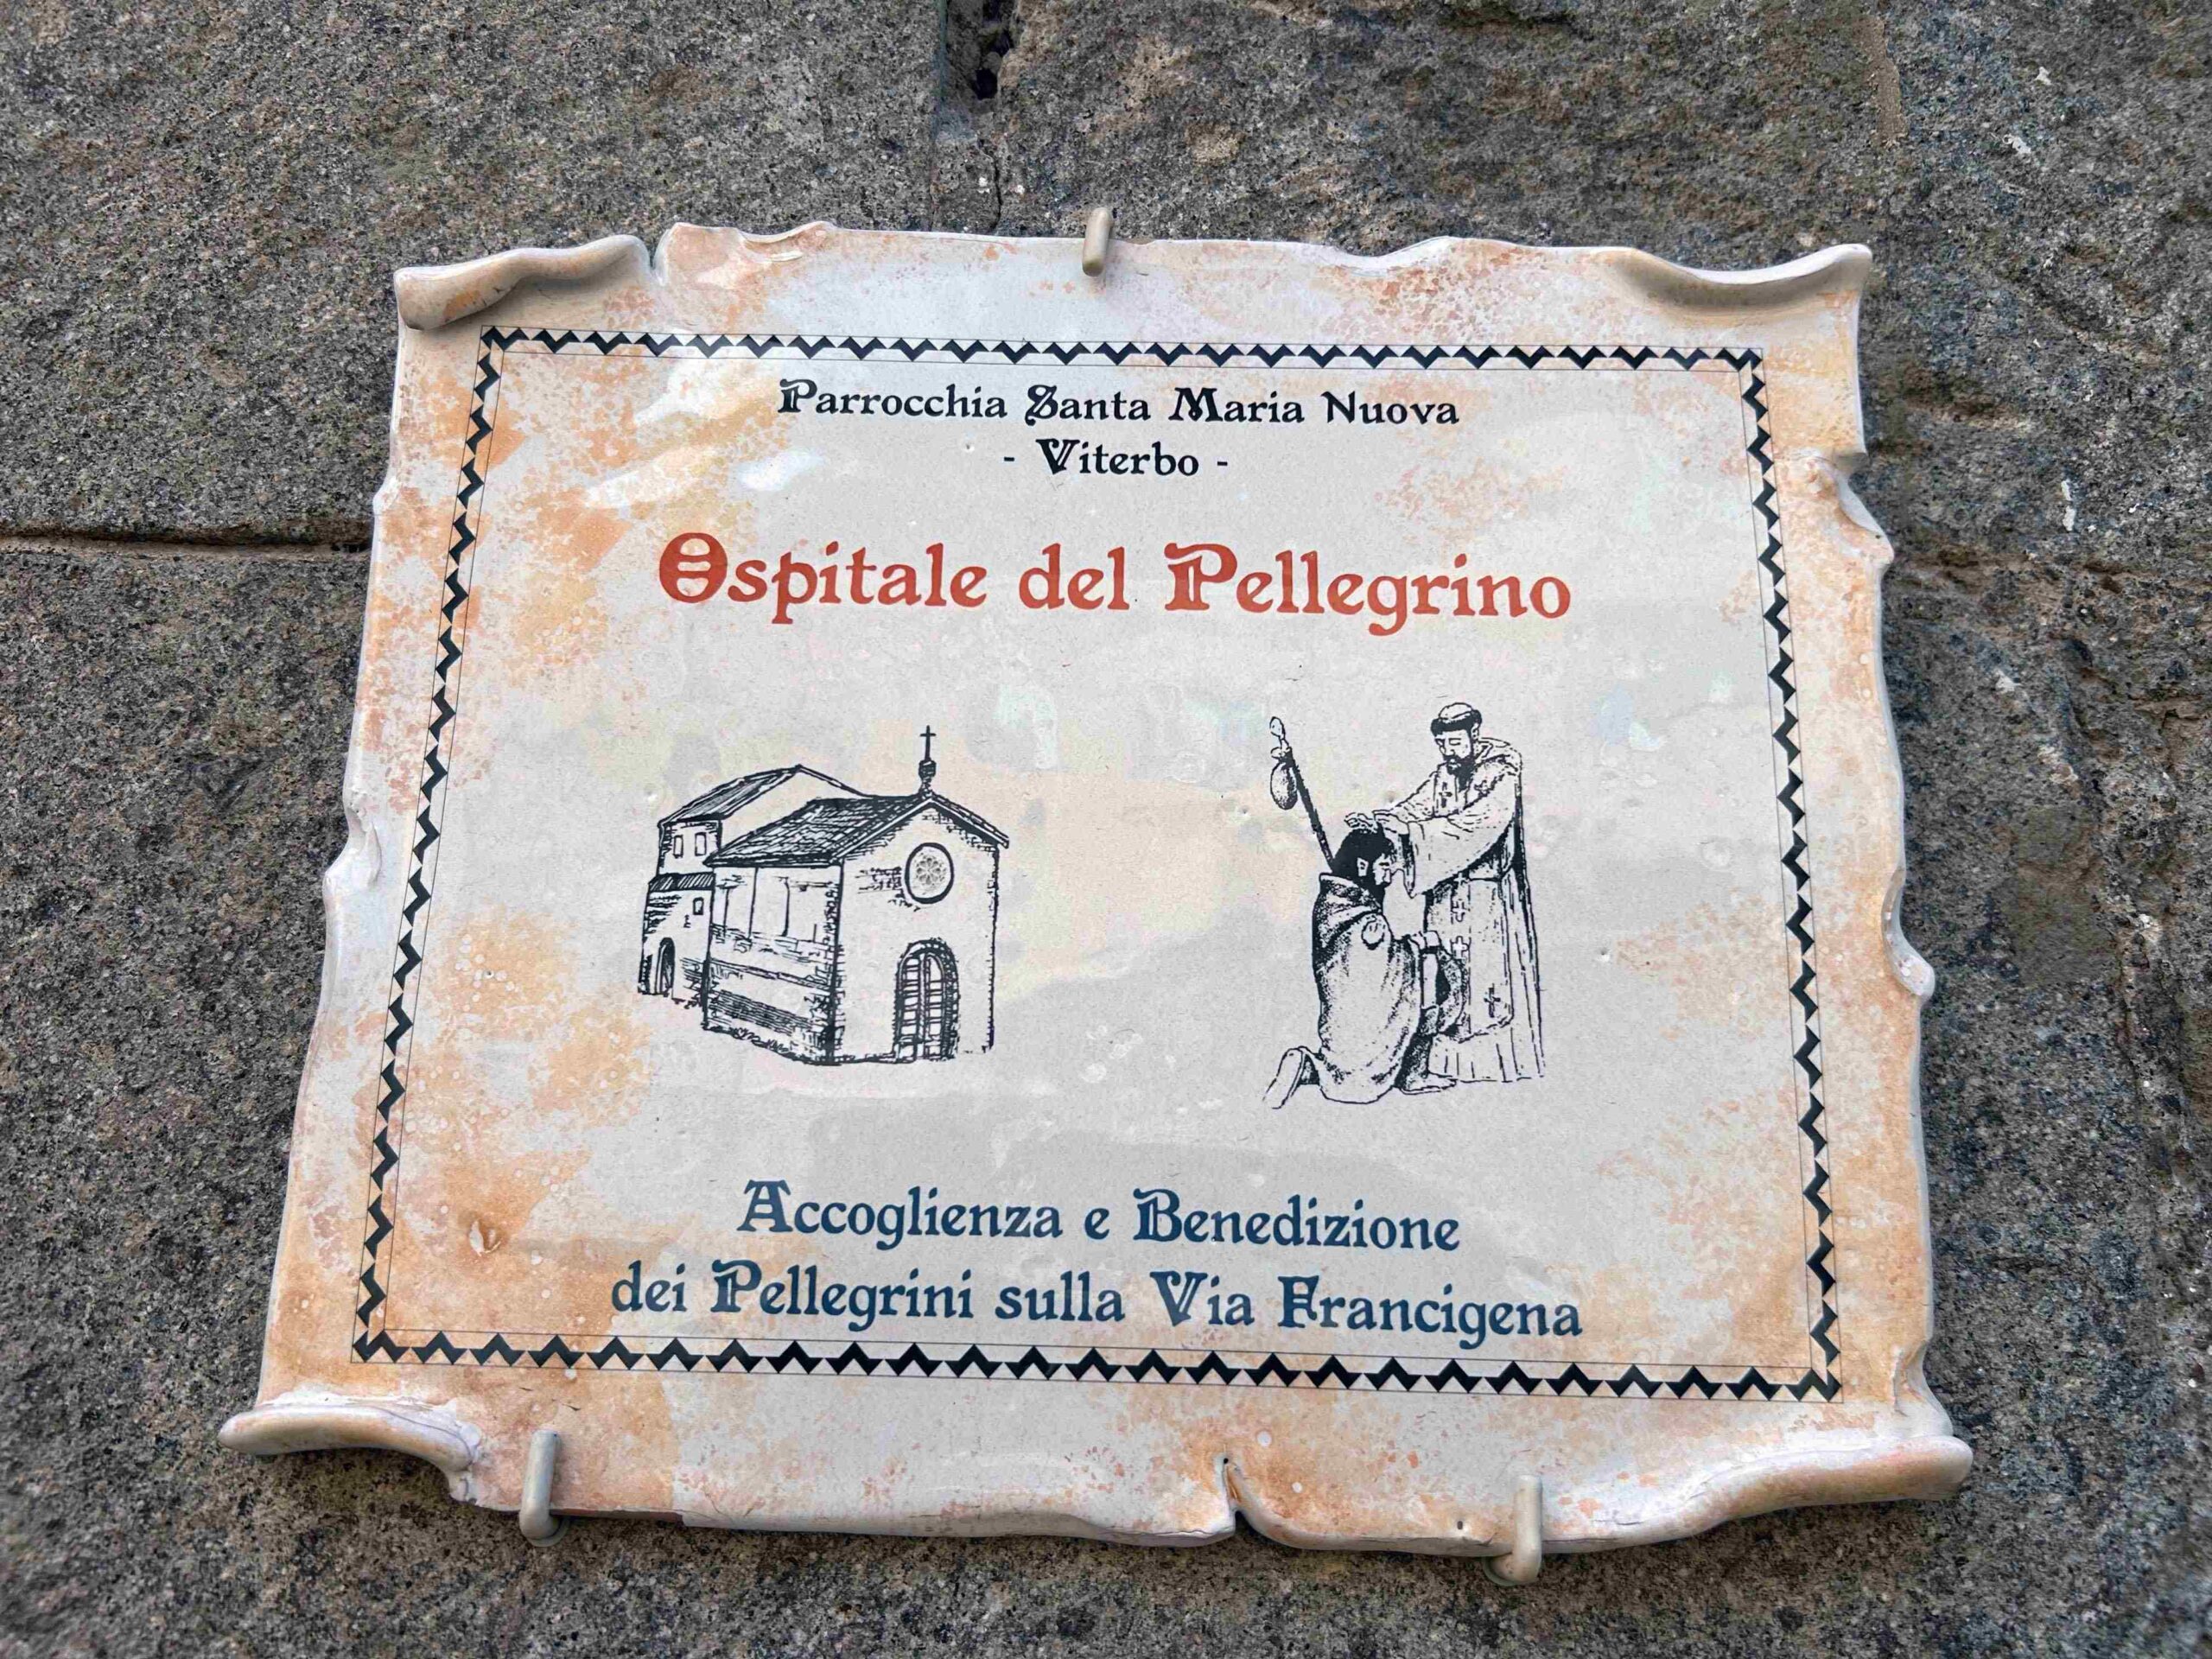 Parrocchia Santa Maria Nuova
- Viterbo -
Ospitale del Pellegrino
Accoglienza e Benedizione
dei Pellegrini sulla Via Francigena